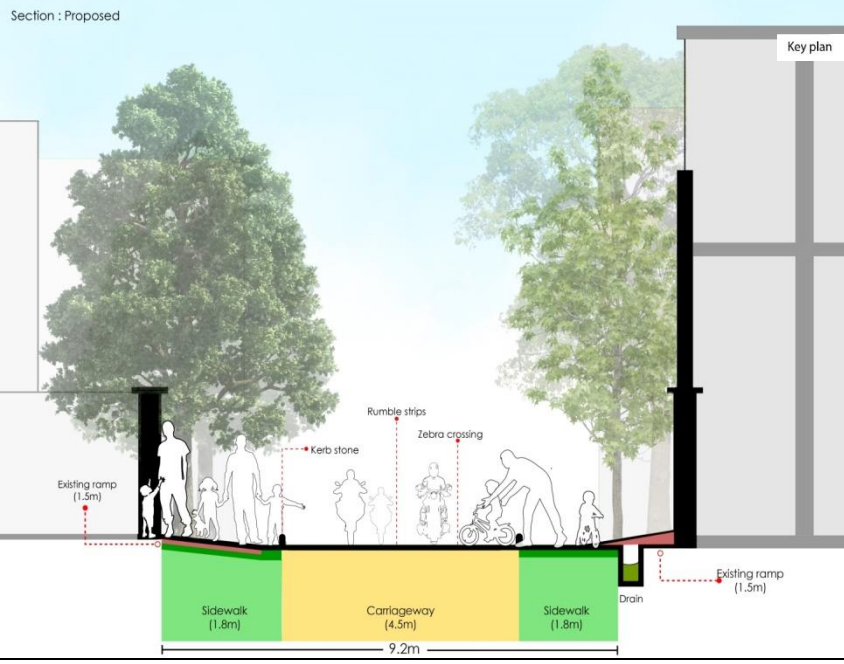 Section : Proposed
Key plan
Rumble strips
Zebra crossing
Kerb stone
Existing ramp
(1.5m)
Existing ramp
(1.5m)
Drain
Sidewalk
(1.8m)
Carriageway
(4.5m)
Sidewalk
(1.8m)
9.2m